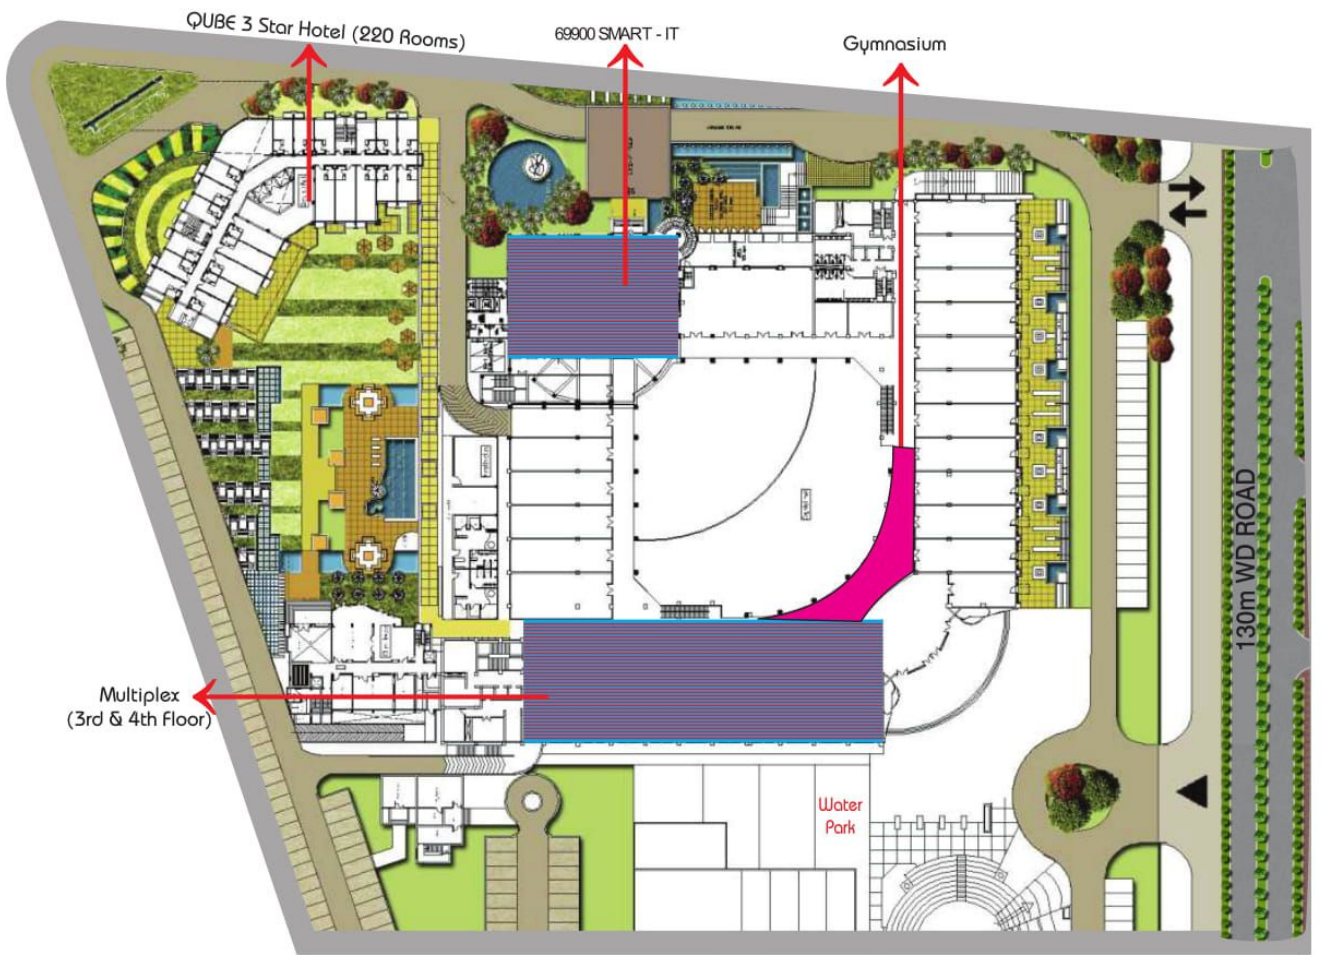 QUBE 3 Star Hotel (220 Rooms)
69900 SMART - IT
Gymnasium
130m WD ROAD
Multiplex
(3rd & 4th Floor)
Water
Park